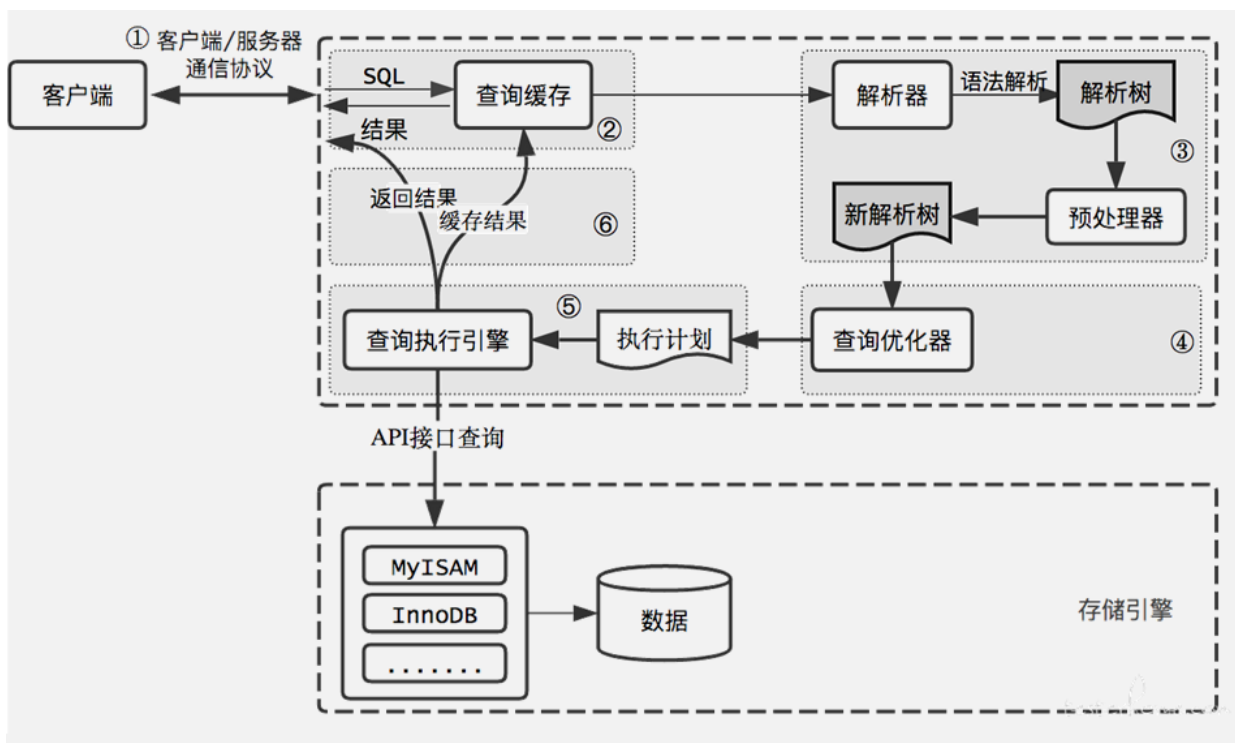 ① 客户端/服务器
通信协议
客户端
SQL
查询缓存
②
结果
解析器
语法解析
解析树
③
预处理器
新解析树
返回结果
缓存结果
⑥
⑤
查询执行引擎
执行计划
查询优化器
④
API接口查询
MyISAM
InnoDB
.......
数据
存储引擎